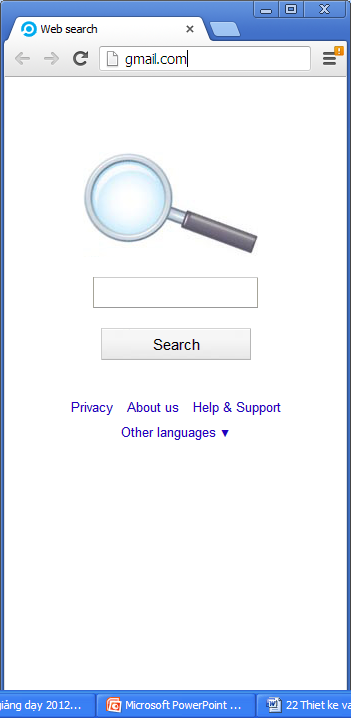 Web search
gmail.com
Search
Privacy About us Help & Support
Other languages ▼
giảng dạy 2012... Microsoft PowerPoint ... 22 Thiet ke va